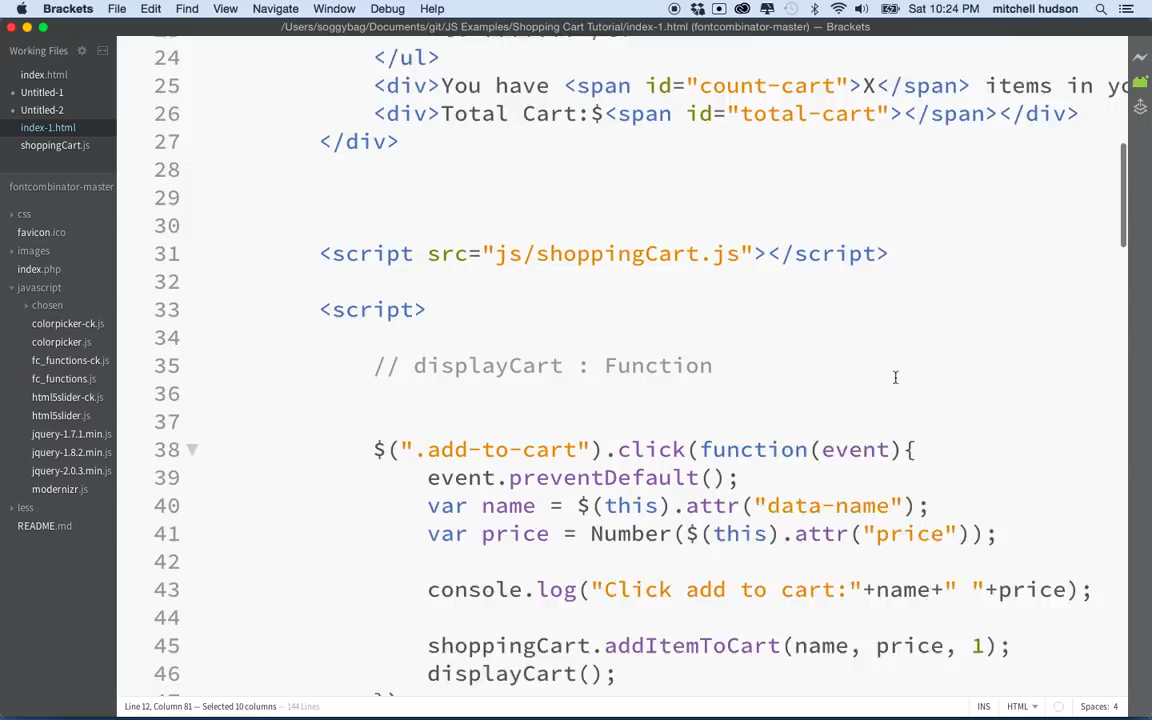 Brackets File Edit Find View Navigate Window Debug Help Sat 10:24 PM mitchell hudson
/Users/soggybag/Documents/git/JS Examples/Shopping Cart Tutorial/index-1.html (fontcombinator-master) — Brackets
Working Files
index.html
Untitled-1
Untitled-2
index-1.html
shoppingCart.js
fontcombinator-master
css
favicon.ico
images
index.php
javascript
chosen
colorpicker-ck.js
colorpicker.js
fc_functions-ck.js
fc_functions.js
html5slider-ck.js
html5slider.js
jquery-1.7.1.min.js
jquery-1.8.2.min.js
jquery-2.0.3.min.js
modernizr.js
less
README.md
24 </ul>
25 <div>You have <span id="count-cart">X</span> items in yo
26 <div>Total Cart:$<span id="total-cart"></span></div>
27 </div>
28
29
30
31 <script src="js/shoppingCart.js"></script>
32
33 <script>
34
35 // displayCart : Function
36
37
38 $(".add-to-cart").click(function(event){
39 event.preventDefault();
40 var name = $(this).attr("data-name");
41 var price = Number($(this).attr("price"));
42
43 console.log("Click add to cart:"+name+" "+price);
44
45 shoppingCart.addItemToCart(name, price, 1);
46 displayCart();
Line 12, Column 81 — Selected 10 columns — 144 Lines INS HTML Spaces: 4